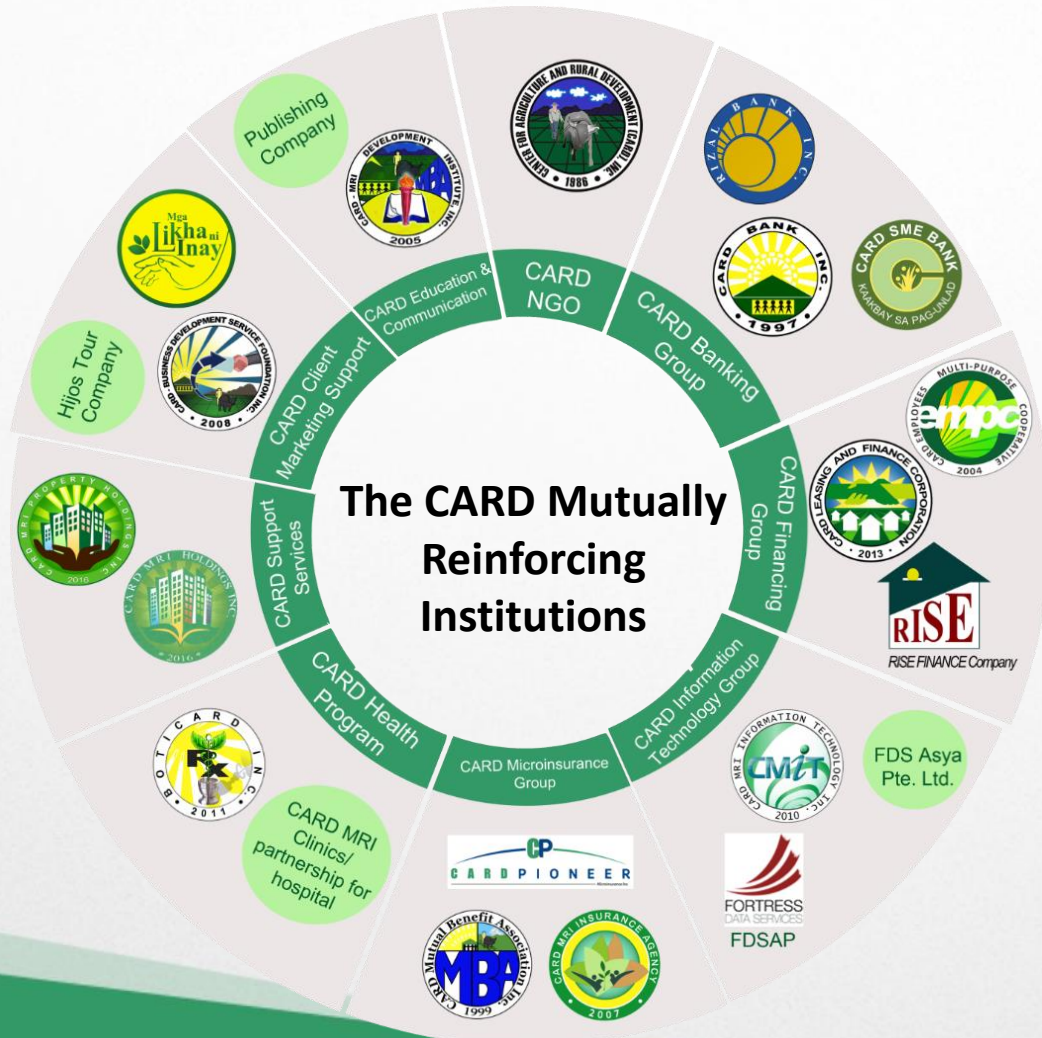 The CARD Mutually
Reinforcing
Institutions
CARD
NGO
CENTER FOR AGRICULTURE AND RURAL DEVELOPMENT (CARD), INC.
• 1986 •
CARD Banking
Group
RIZAL BANK INC.
CARD BANK INC.
• 1997 •
CARD SME BANK
KAAKBAY SA PAG-UNLAD
CARD Financing
Group
CARD EMPLOYEES MULTI-PURPOSE COOPERATIVE
empc
2004
CARD LEASING AND FINANCE CORPORATION
• 2013 •
RISE
RISE FINANCE Company
CARD Information
Technology Group
CARD MRI INFORMATION TECHNOLOGY INC.
CMiT
2010
FDS Asya
Pte. Ltd.
FORTRESS
DATA SERVICES
FDSAP
CARD Microinsurance
Group
CP
CARDPIONEER
CARD Mutual Benefit Association Inc.
MBA
1999
CARD MRI INSURANCE AGENCY
• 2007 •
CARD Health
Program
BOTICARD INC.
Rx
• 2011 •
CARD MRI
Clinics/
partnership for
hospital
CARD Support
Services
CARD MRI PROPERTY HOLDINGS INC.
2016
CARD MRI HOLDINGS INC.
• 2016 •
CARD Client
Marketing Support
Mga
Likha ni
Inay
Hijos Tour
Company
CARD - BUSINESS DEVELOPMENT SERVICE FOUNDATION INC.
• 2008 •
CARD Education &
Communication
Publishing
Company
CARD - MRI DEVELOPMENT INSTITUTE, INC.
MBA
2005